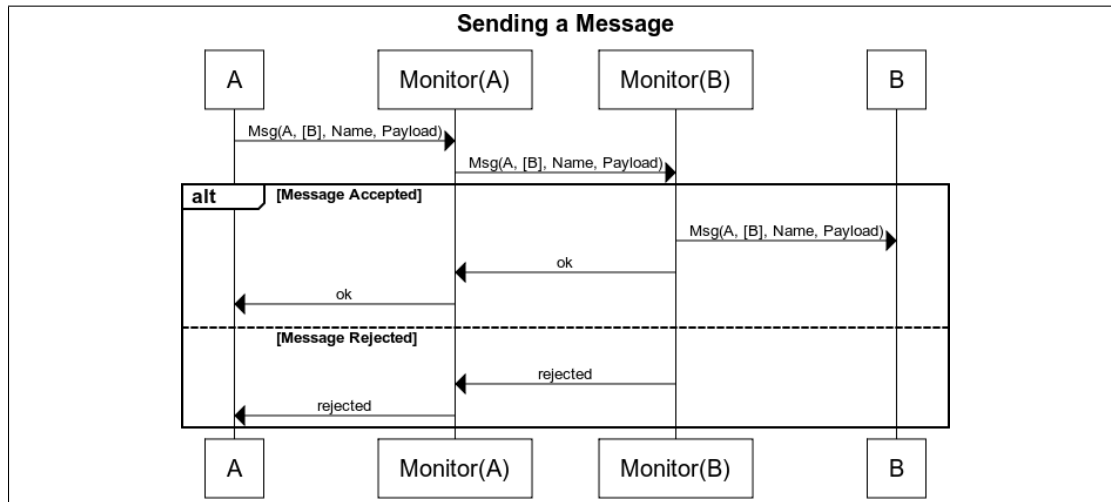 Sending a Message
A Monitor(A) Monitor(B) B
Msg(A, [B], Name, Payload)
Msg(A, [B], Name, Payload)
alt [Message Accepted]
Msg(A, [B], Name, Payload)
ok
ok
[Message Rejected]
rejected
rejected
A Monitor(A) Monitor(B) B